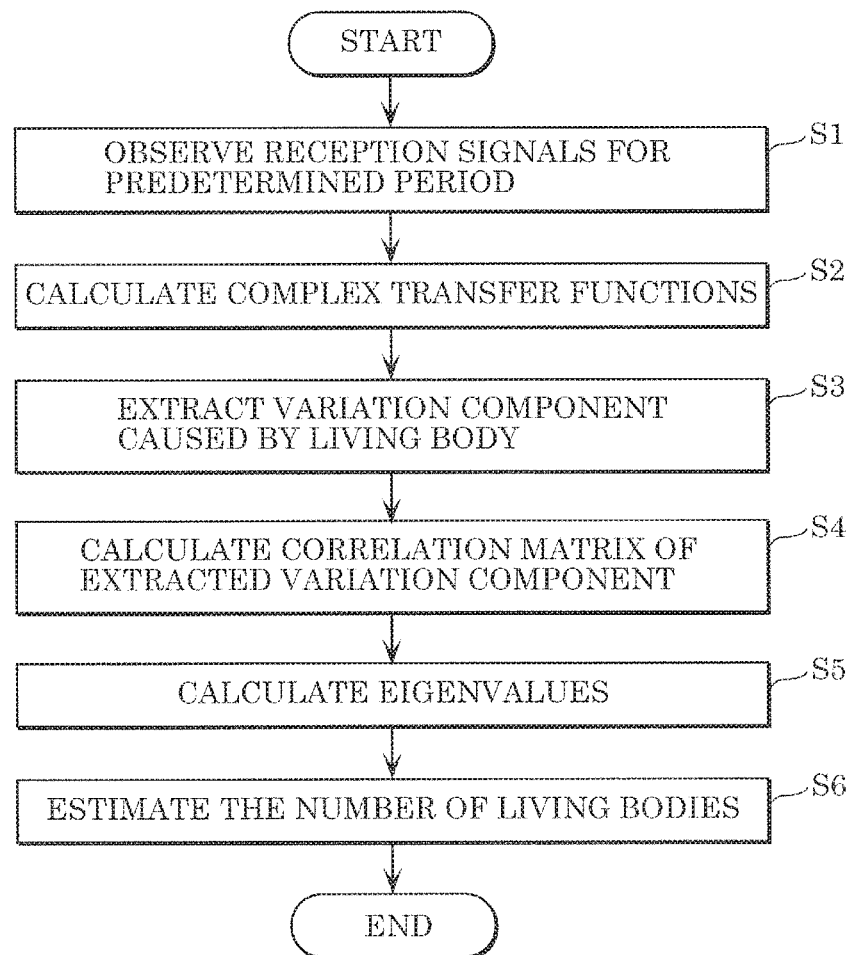 START
S1
OBSERVE RECEPTION SIGNALS FOR
PREDETERMINED PERIOD
S2
CALCULATE COMPLEX TRANSFER FUNCTIONS
S3
EXTRACT VARIATION COMPONENT
CAUSED BY LIVING BODY
S4
CALCULATE CORRELATION MATRIX OF
EXTRACTED VARIATION COMPONENT
S5
CALCULATE EIGENVALUES
S6
ESTIMATE THE NUMBER OF LIVING BODIES
END